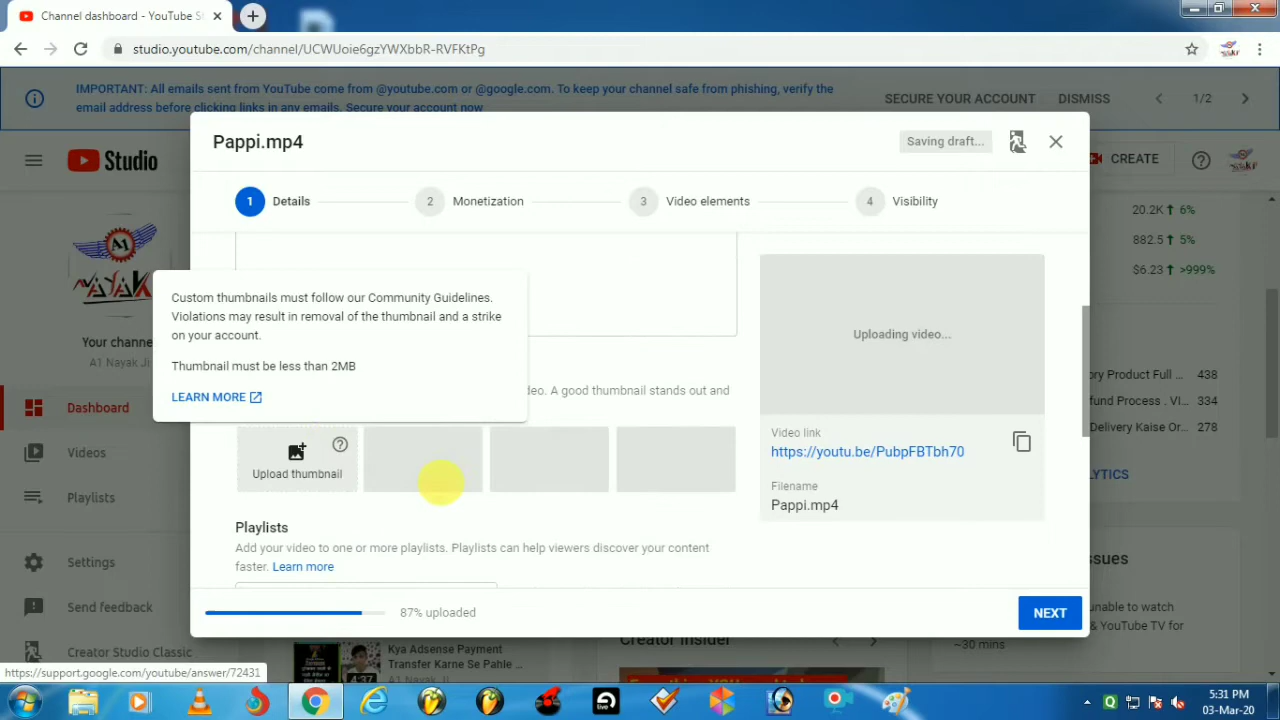 Channel dashboard - YouTube S
studio.youtube.com/channel/UCWUoie6gzYWXbbR-RVFKtPg
IMPORTANT: All emails sent from YouTube come from @youtube.com or @google.com. To keep your channel safe from phishing, verify the
email address before clicking links in any emails. Secure your account now
SECURE YOUR ACCOUNT
DISMISS
1/2
Studio
CREATE
Pappi.mp4
Saving draft...
1 Details
2 Monetization
3 Video elements
4 Visibility
20.2K 6%
882.5 5%
$6.23 >999%
A1
Your channe
A1 Nayak Ji
Custom thumbnails must follow our Community Guidelines.
Violations may result in removal of the thumbnail and a strike
on your account.
Thumbnail must be less than 2MB
LEARN MORE
deo. A good thumbnail stands out and
Upload thumbnail
Playlists
Add your video to one or more playlists. Playlists can help viewers discover your content
faster. Learn more
Uploading video...
Video link
https://youtu.be/PubpFBTbh70
Filename
Pappi.mp4
ory Product Full ... 438
fund Process . VI... 334
Delivery Kaise Or... 278
LYTICS
Dashboard
Videos
Playlists
Settings
Send feedback
Creator Studio Classic
87% uploaded
NEXT
ssues
unable to watch
& YouTube TV for
~30 mins
Kya Adsense Payment
Transfer Karne Se Pahle ...
4:37
Creator Insider
https://support.google.com/youtube/answer/72431
live
5:31 PM
03-Mar-20